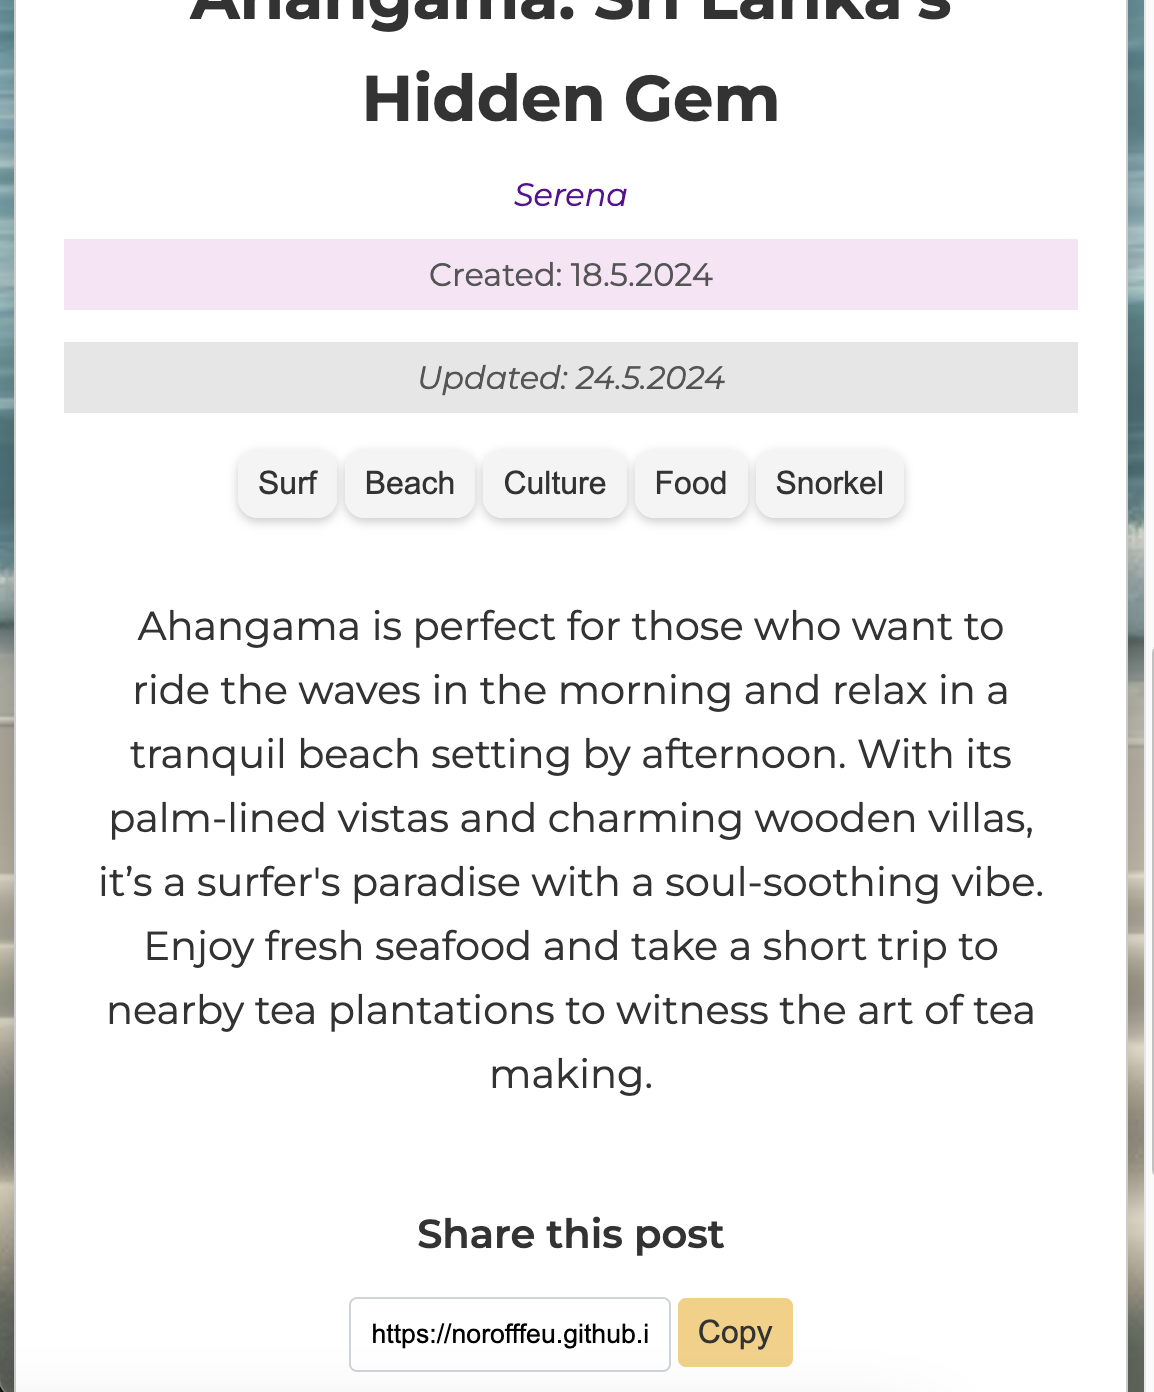 Ahangama: Sri Lanka's
Hidden Gem
Serena
Created: 18.5.2024
Updated: 24.5.2024
Surf Beach Culture Food Snorkel
Ahangama is perfect for those who want to
ride the waves in the morning and relax in a
tranquil beach setting by afternoon. With its
palm-lined vistas and charming wooden villas,
it’s a surfer's paradise with a soul-soothing vibe.
Enjoy fresh seafood and take a short trip to
nearby tea plantations to witness the art of tea
making.
Share this post
https://norofffeu.github.i Copy